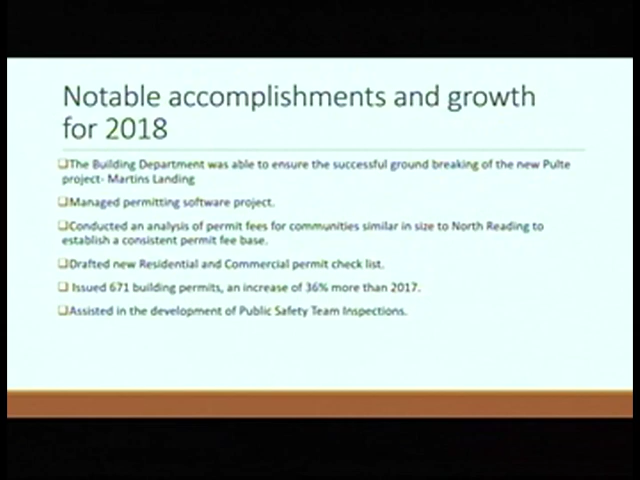 Notable accomplishments and growth
for 2018
❑The Building Department was able to ensure the successful ground breaking of the new Pulte
project- Martins Landing
❑Managed permitting software project.
❑Conducted an analysis of permit fees for communities similar in size to North Reading to
establish a consistent permit fee base.
❑Drafted new Residential and Commercial permit check list.
❑ Issued 671 building permits, an increase of 36% more than 2017.
❑Assisted in the development of Public Safety Team Inspections.